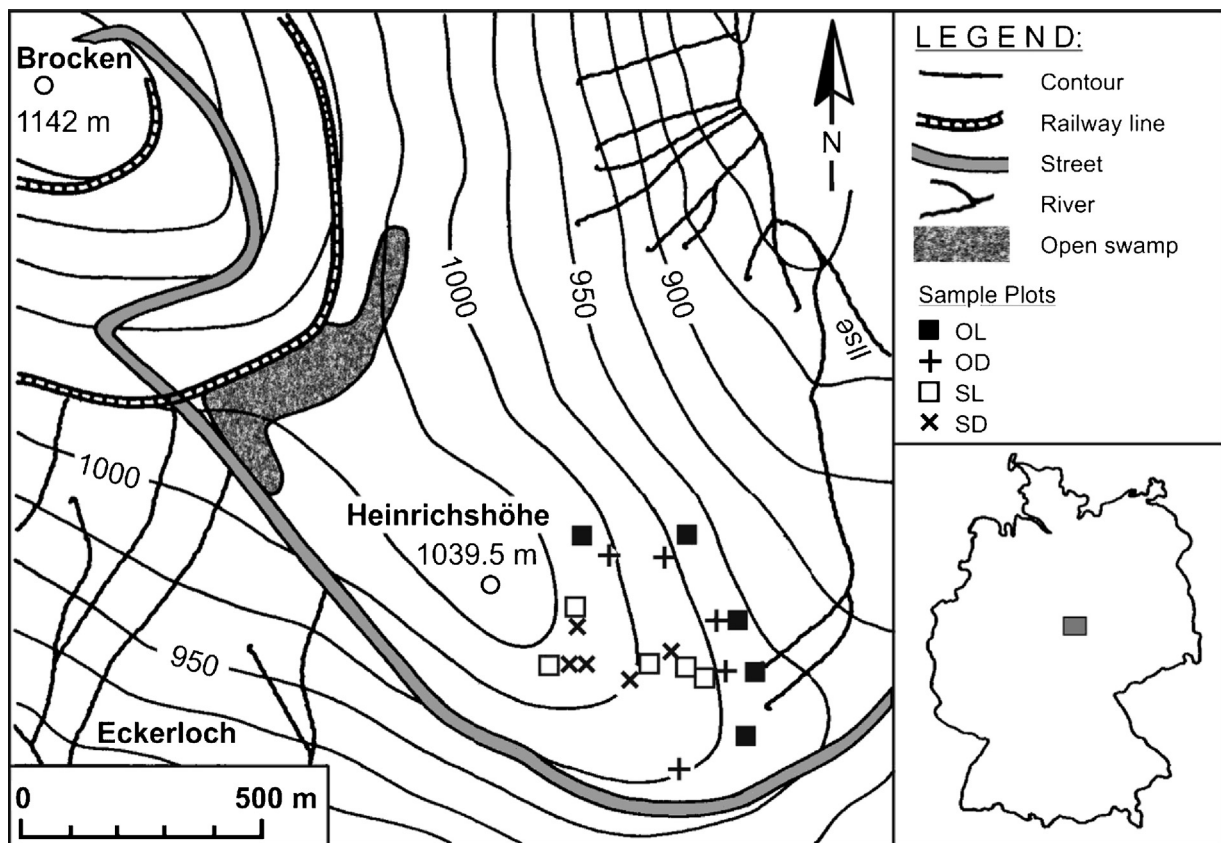 Brocken
1142 m
N
1000
950
900
Ilse
1000
Heinrichshöhe
1039.5 m
950
Eckerloch
0 500 m
L E G E N D:
Contour
Railway line
Street
River
Open swamp
Sample Plots
OL
OD
SL
SD